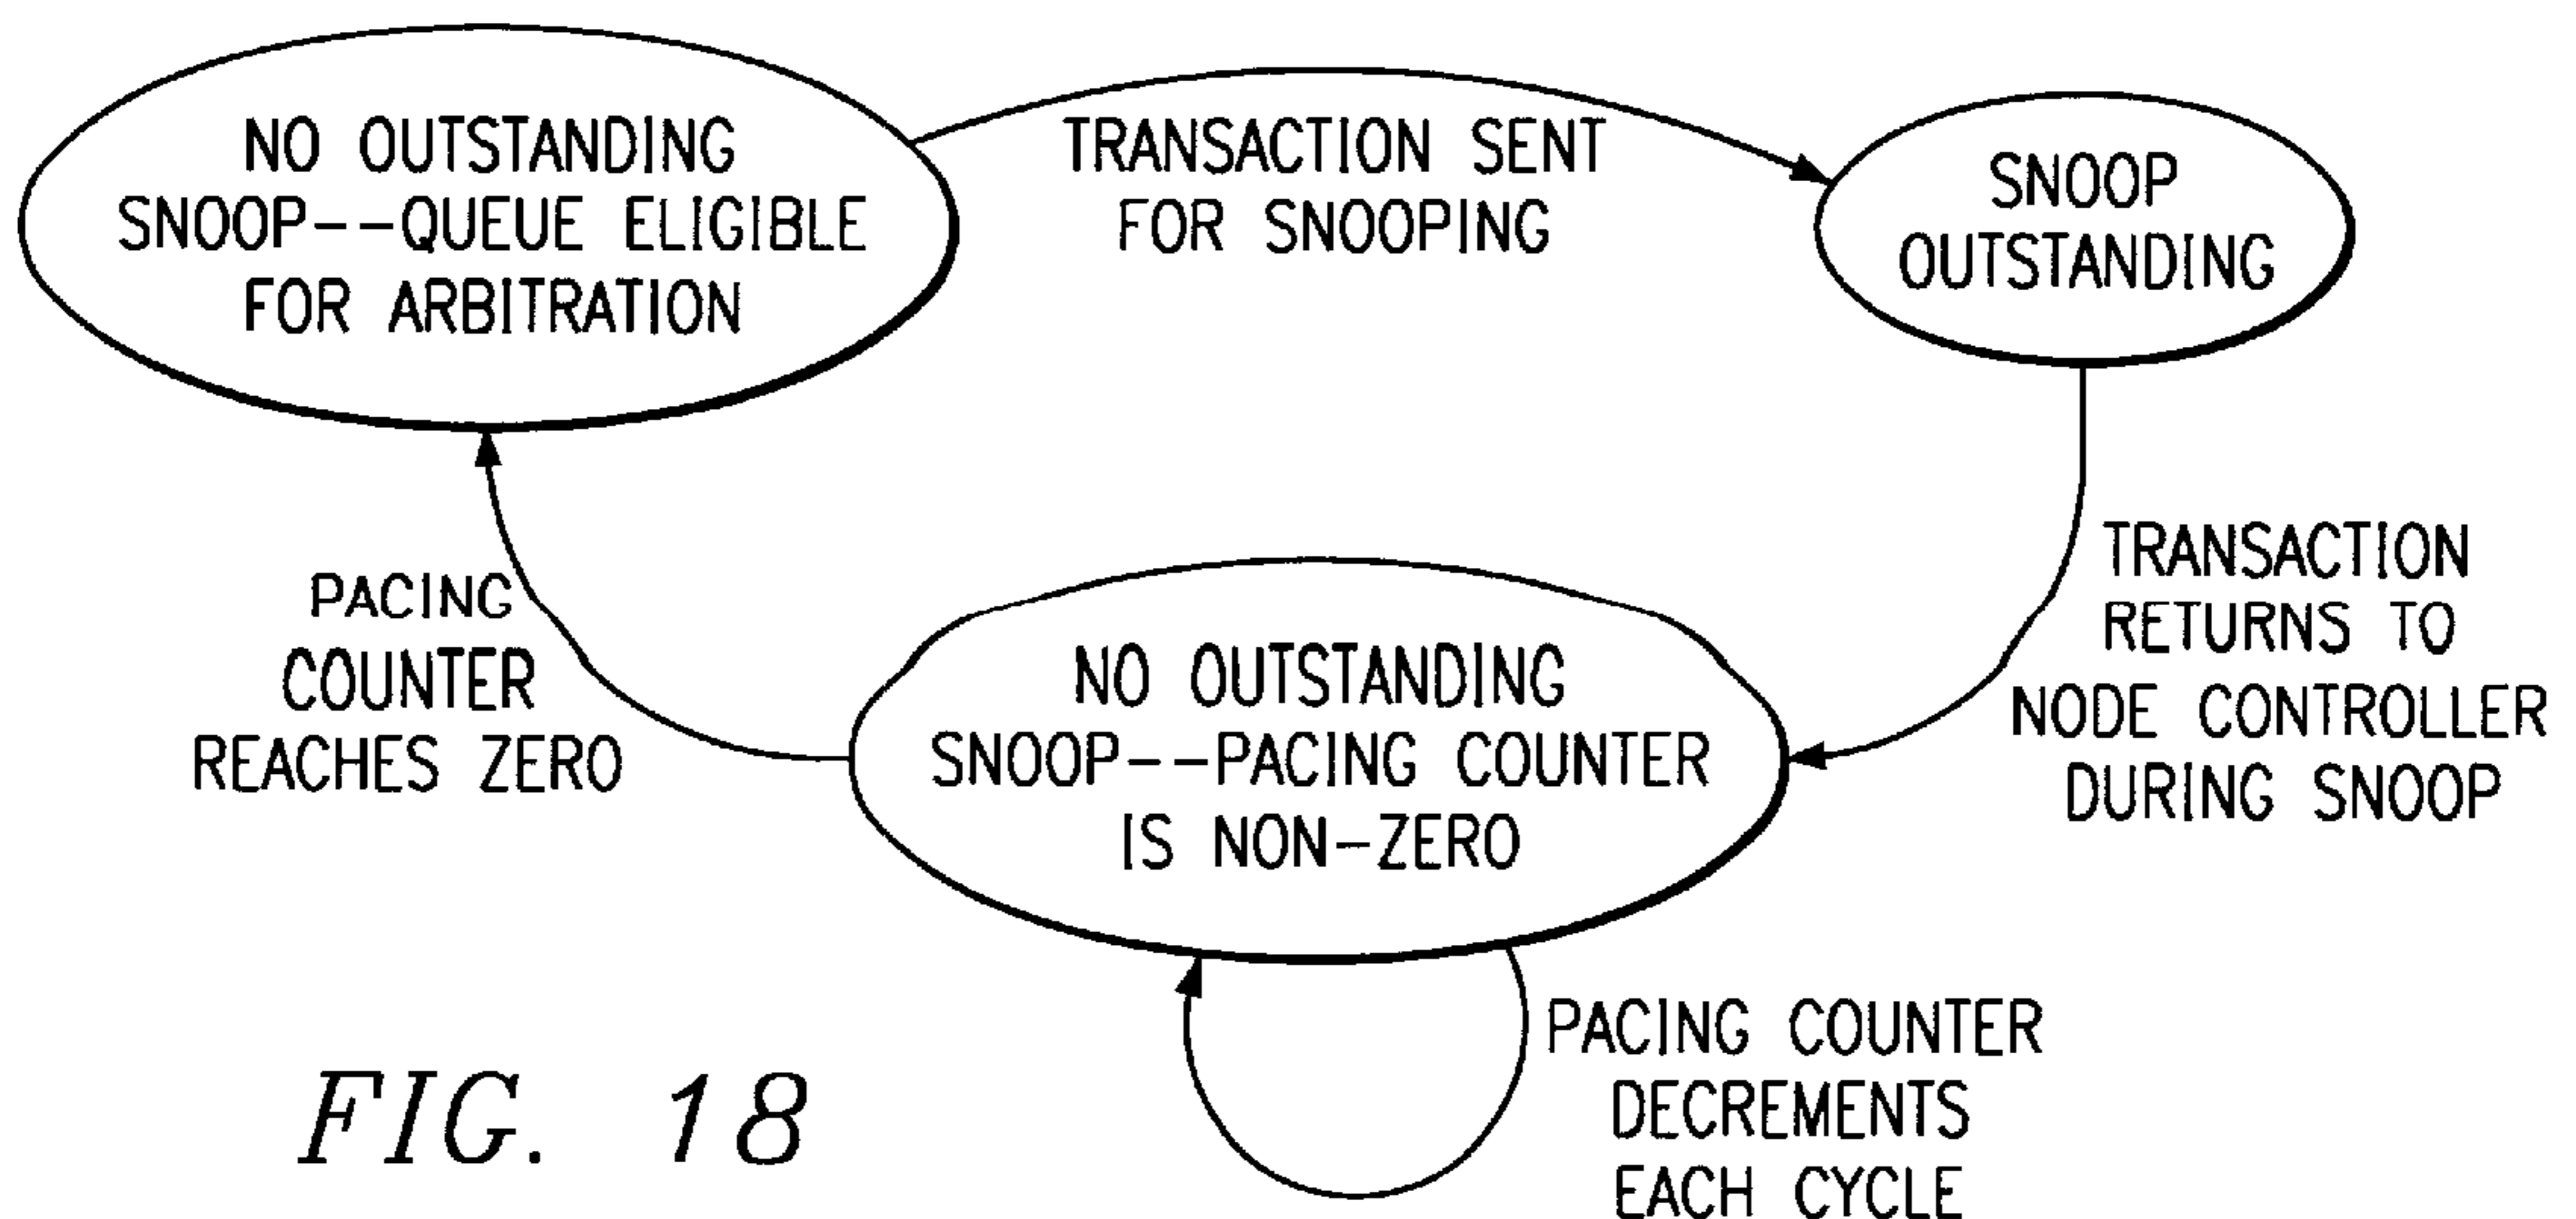 NO OUTSTANDING
SNOOP--QUEUE ELIGIBLE
FOR ARBITRATION
TRANSACTION SENT
FOR SNOOPING
SNOOP
OUTSTANDING
TRANSACTION
RETURNS TO
NODE CONTROLLER
DURING SNOOP
NO OUTSTANDING
SNOOP--PACING COUNTER
IS NON-ZERO
PACING
COUNTER
REACHES ZERO
PACING COUNTER
DECREMENTS
EACH CYCLE
FIG. 18